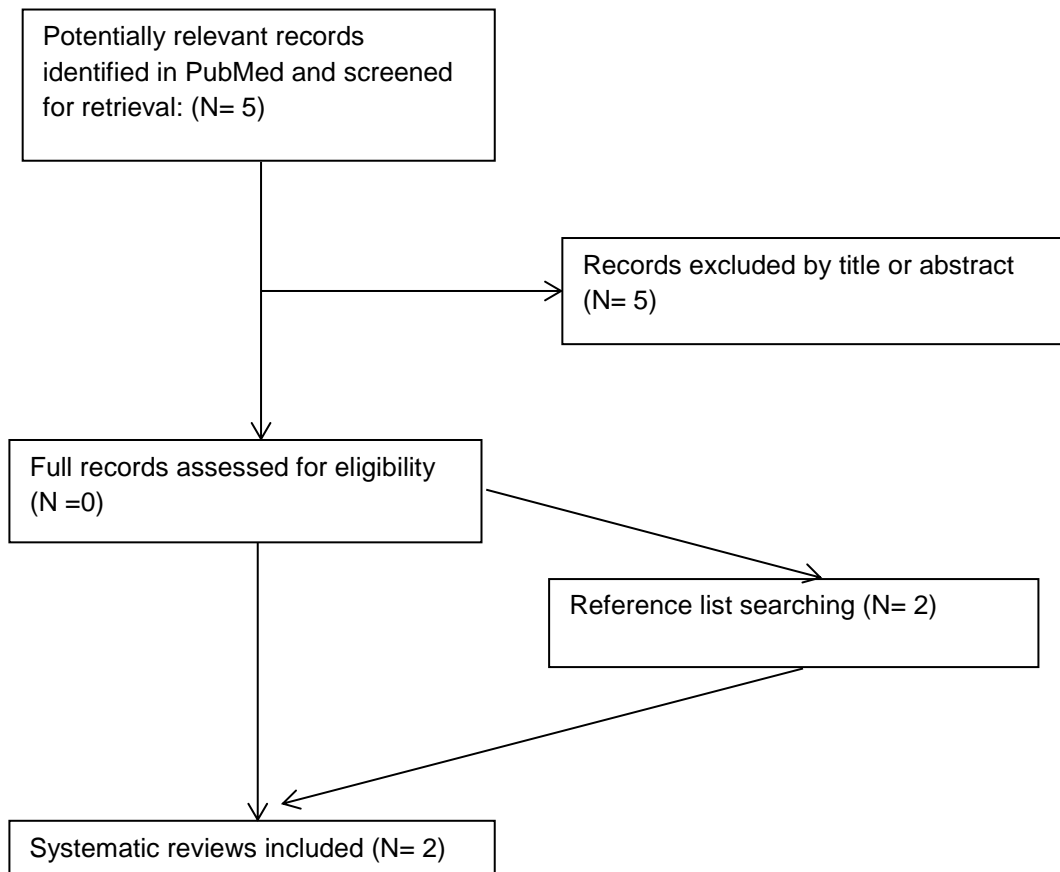 Potentially relevant records
identified in PubMed and screened
for retrieval: (N= 5)
Records excluded by title or abstract
(N= 5)
Full records assessed for eligibility
(N =0)
Reference list searching (N= 2)
Systematic reviews included (N= 2)